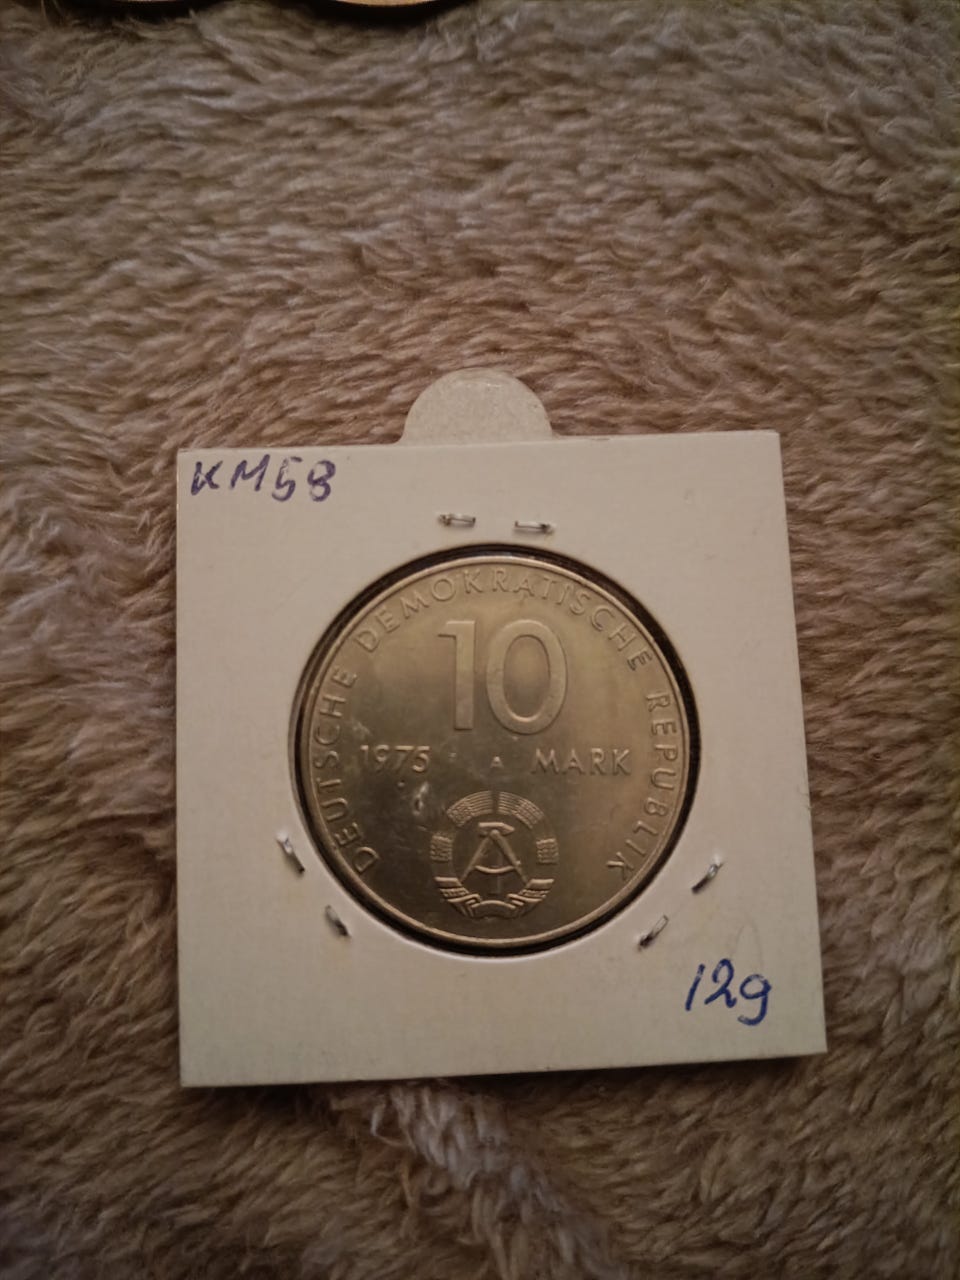 KM58
DEUTSCHE DEMOKRATISCHE REPUBLIK
10
1975 A MARK
12g